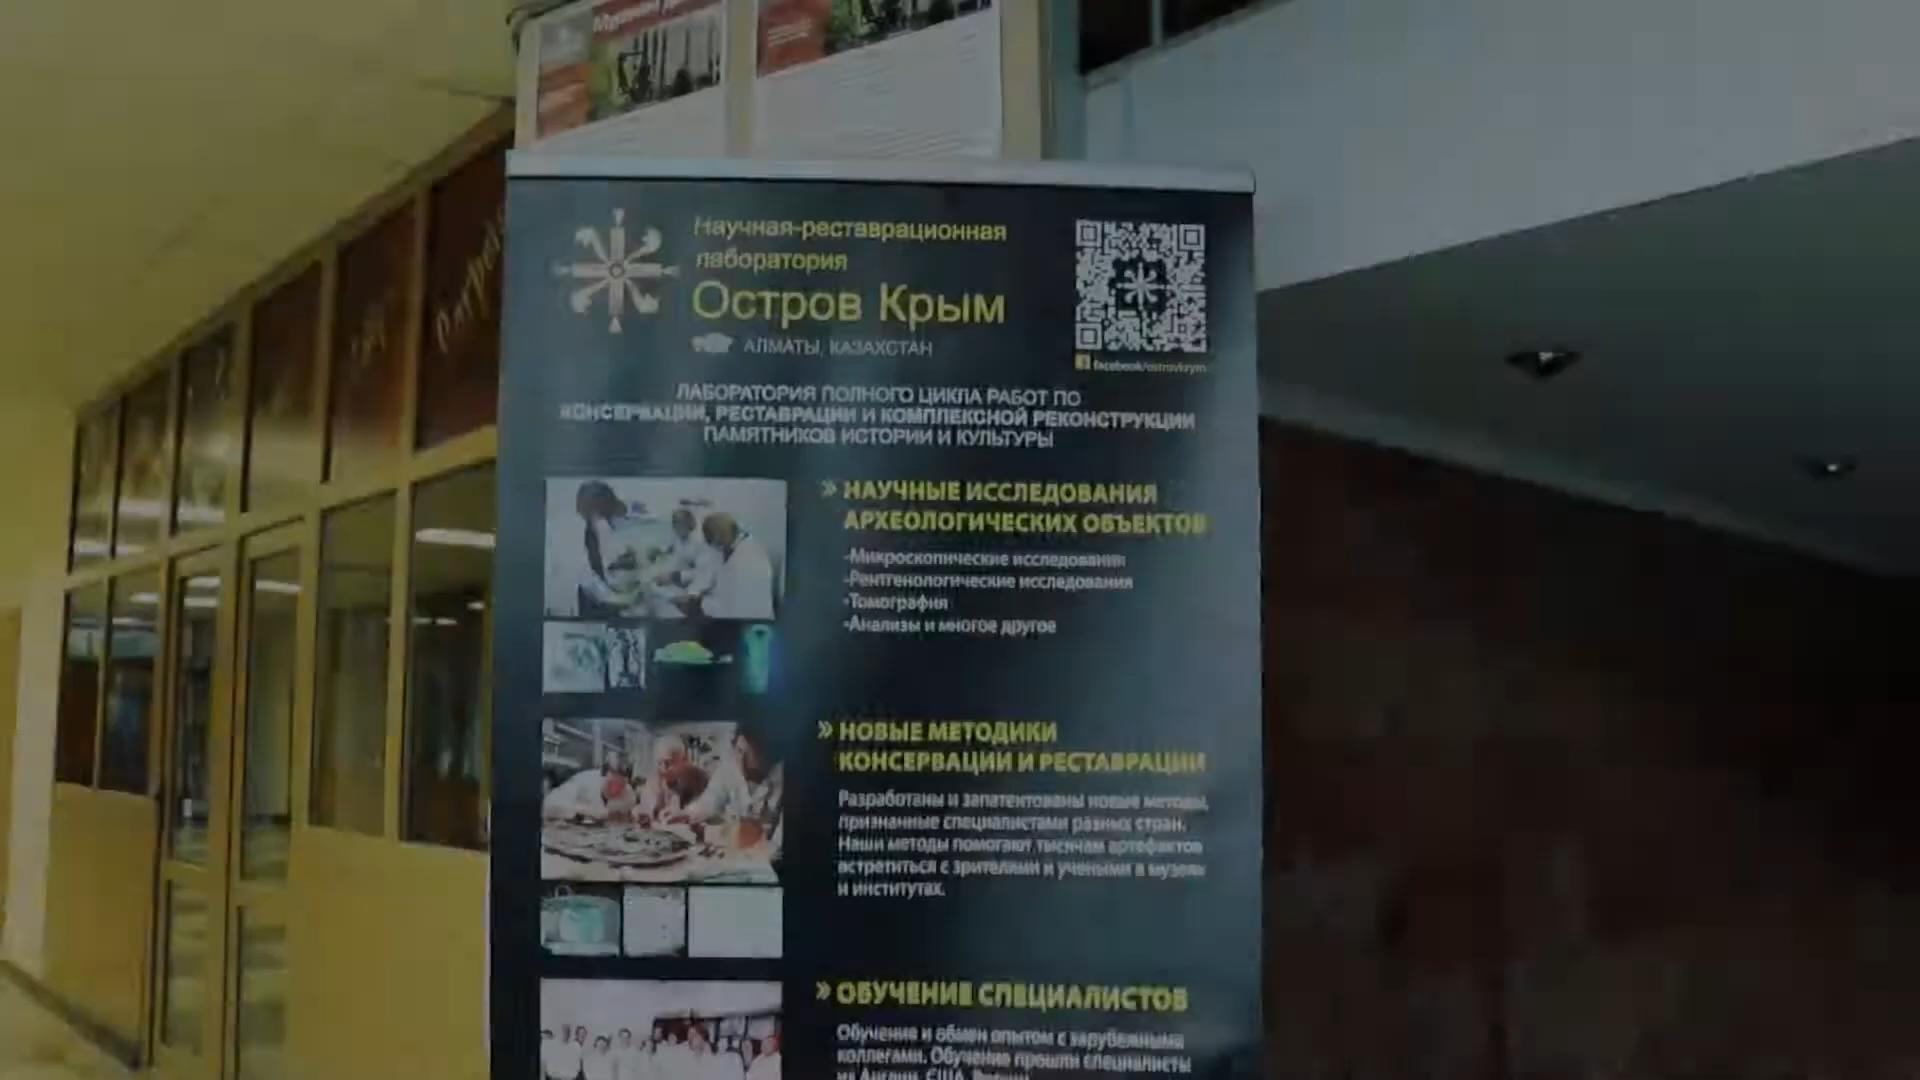 Научная-реставрационная
лаборатория
Остров Крым
АЛМАТЫ, КАЗАХСТАН
facebook/ostrovkrym
ЛАБОРАТОРИЯ ПОЛНОГО ЦИКЛА РАБОТ ПО
КОНСЕРВАЦИИ, РЕСТАВРАЦИИ И КОМПЛЕКСНОЙ РЕКОНСТРУКЦИИ
ПАМЯТНИКОВ ИСТОРИИ И КУЛЬТУРЫ
» НАУЧНЫЕ ИССЛЕДОВАНИЯ
АРХЕОЛОГИЧЕСКИХ ОБЪЕКТОВ
-Микроскопические исследования
-Рентгенологические исследования
-Томография
-Анализы и многое другое
» НОВЫЕ МЕТОДИКИ
КОНСЕРВАЦИИ И РЕСТАВРАЦИИ
Разработаны и запатентованы новые методы,
признанные специалистами разных стран.
Наши методы помогают тысячам артефактов
встретиться с зрителями и учеными в музеях
и институтах.
» ОБУЧЕНИЕ СПЕЦИАЛИСТОВ
Обучение и обмен опытом с зарубежными
коллегами. Обучение прошли специалисты
из Англии, США,